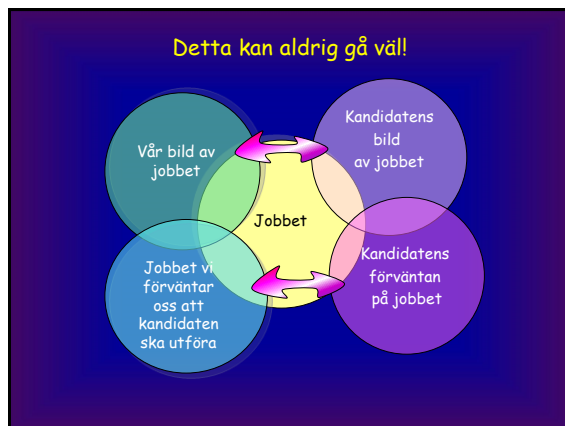 Detta kan aldrig gå väl!
Vår bild av
jobbet
Kandidatens
bild
av jobbet
Jobbet
Jobbet vi
förväntar
oss att
kandidaten
ska utföra
Kandidatens
förväntan
på jobbet